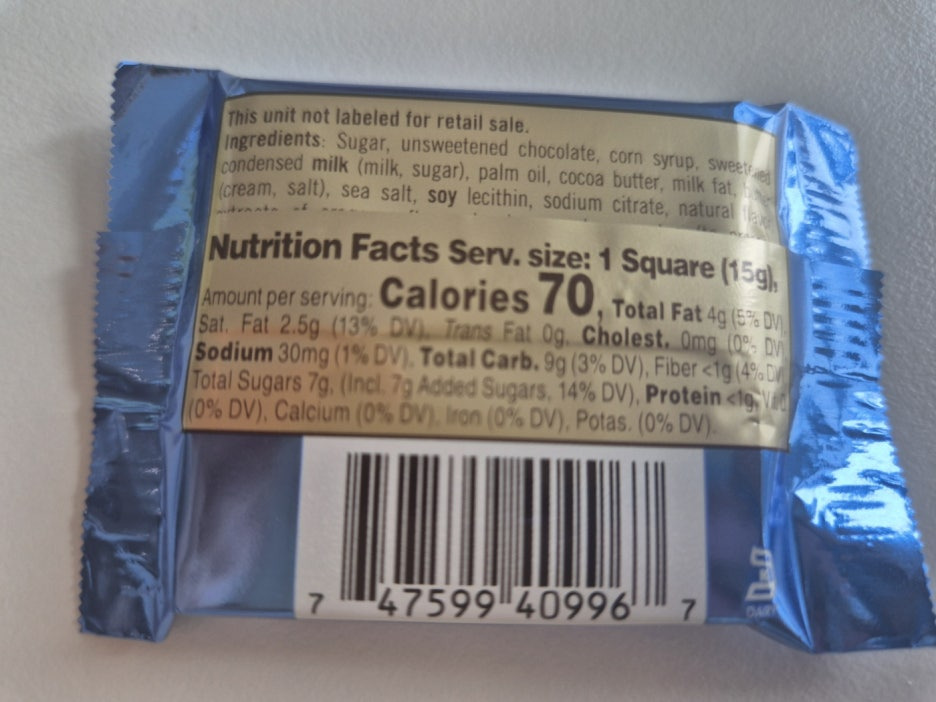 This unit not labeled for retail sale.
Ingredients: Sugar, unsweetened chocolate, corn syrup, sweetened
condensed milk (milk, sugar), palm oil, cocoa butter, milk fat,
(cream, salt), sea salt, soy lecithin, sodium citrate, natural
Nutrition Facts Serv. size: 1 Square (15g),
Amount per serving: Calories 70, Total Fat 4g (5% DV),
Sat. Fat 2.5g (13% DV), Trans Fat 0g, Cholest. 0mg (0% DV),
Sodium 30mg (1% DV), Total Carb. 9g (3% DV), Fiber <1g (4% DV),
Total Sugars 7g, (Incl. 7g Added Sugars, 14% DV), Protein <1g, Vit. D
(0% DV), Calcium (0% DV), Iron (0% DV), Potas. (0% DV).
7 47599 40996 7
DAIRY